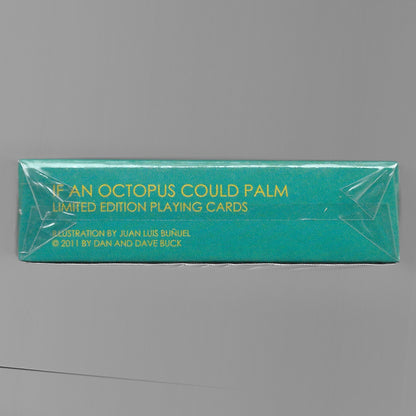 IF AN OCTOPUS COULD PALM
LIMITED EDITION PLAYING CARDS
ILLUSTRATION BY JUAN LUIS BUÑUEL
© 2011 BY DAN AND DAVE BUCK